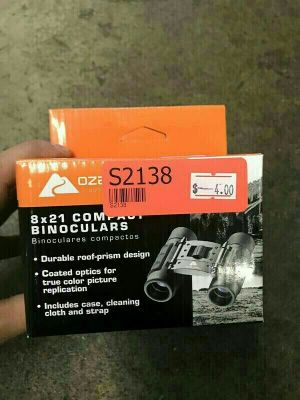 OZA
S2138
S2138
$ 4.00
8x21 COMPACT
BINOCULARS
Binoculares compactos
• Durable roof-prism design
• Coated optics for
true color picture
replication
• Includes case, cleaning
cloth and strap